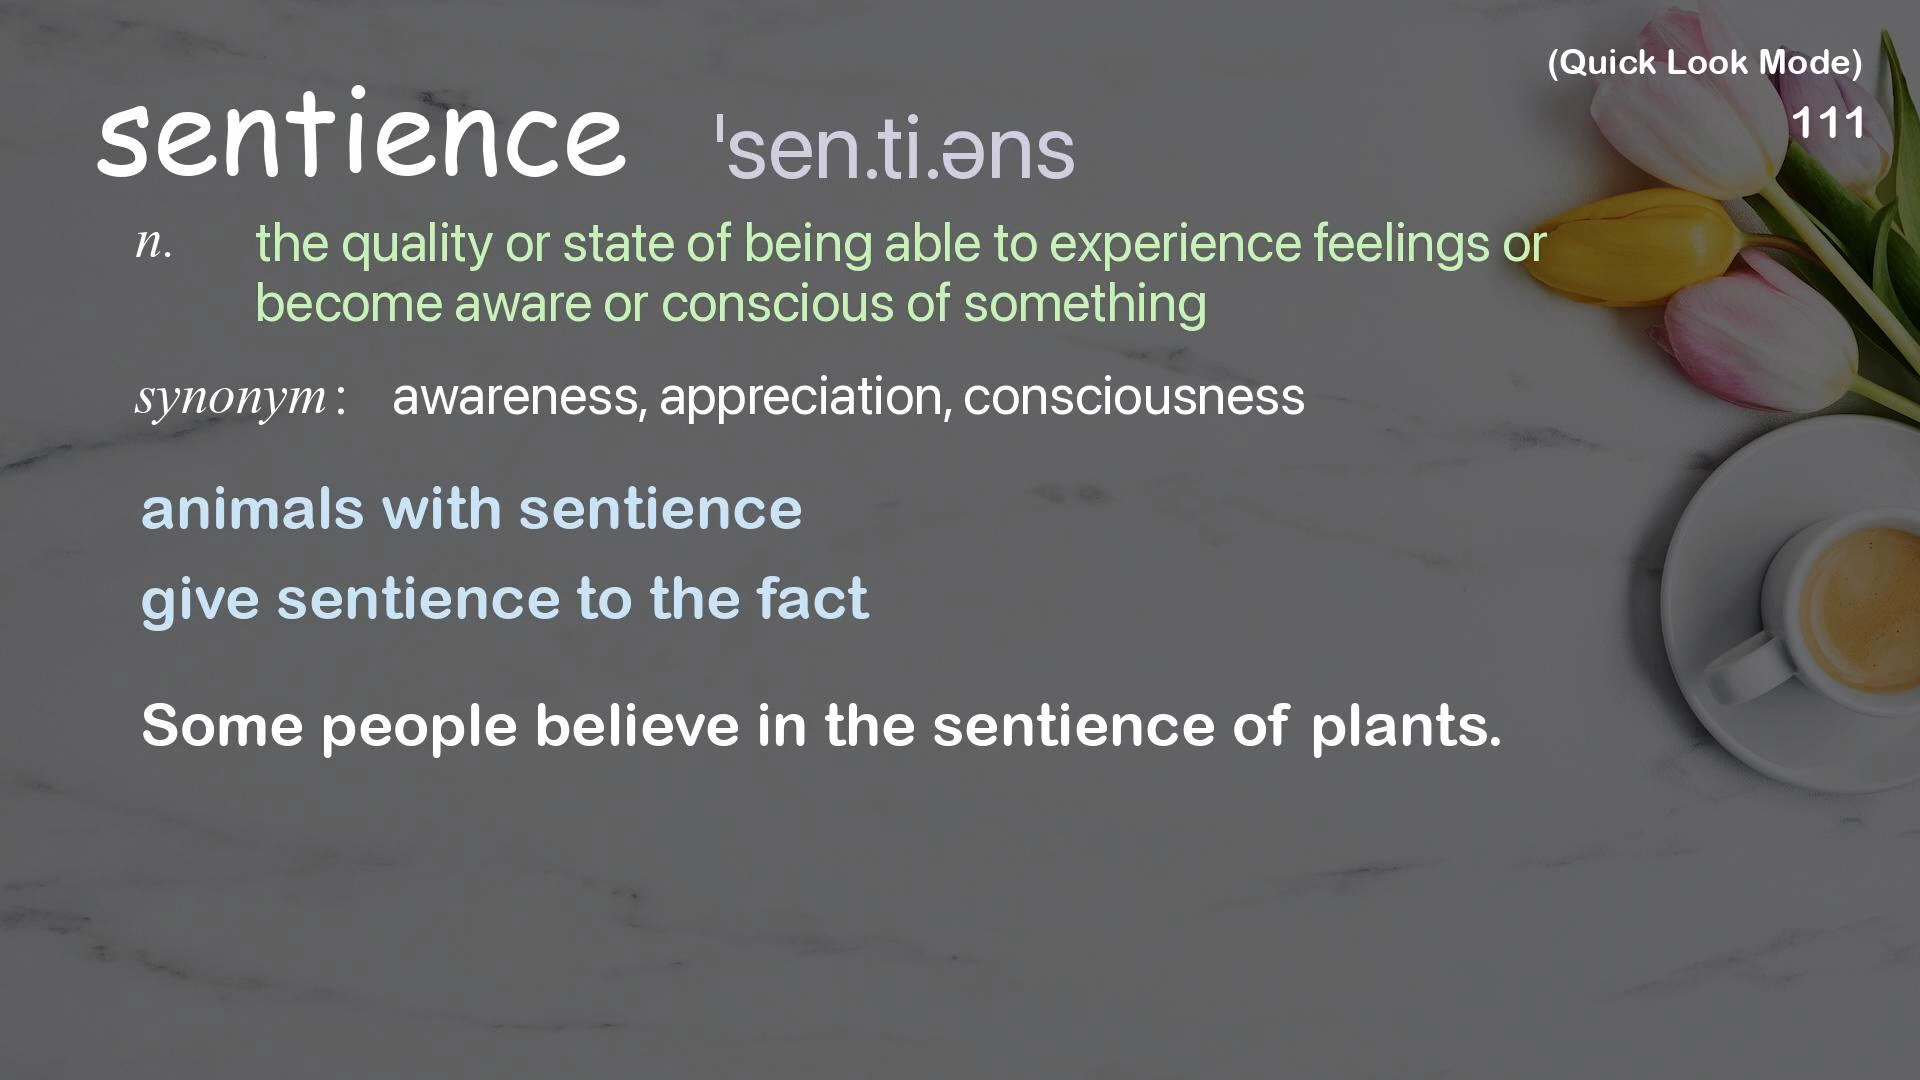 (Quick Look Mode)
111
sentience ˈsen.ti.əns
n. the quality or state of being able to experience feelings or
become aware or conscious of something
synonym: awareness, appreciation, consciousness
animals with sentience
give sentience to the fact
Some people believe in the sentience of plants.